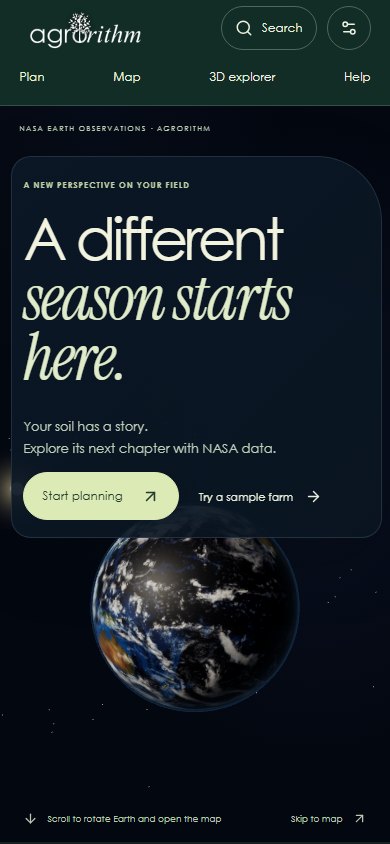 agrorithm
Search
Plan
Map
3D explorer
Help
NASA EARTH OBSERVATIONS · AGRORITHM
A NEW PERSPECTIVE ON YOUR FIELD
A different
season starts
here.
Your soil has a story.
Explore its next chapter with NASA data.
Start planning
Try a sample farm
Scroll to rotate Earth and open the map
Skip to map